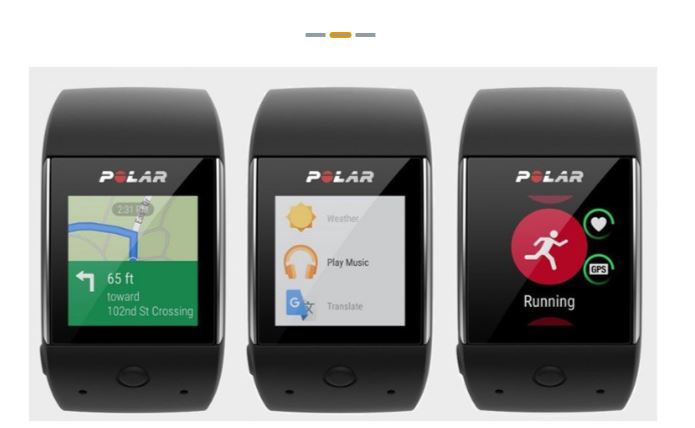 POLAR
2:31 PM
65 ft
toward
102nd St Crossing
POLAR
Weather
Play Music
G
Translate
POLAR
GPS
Running